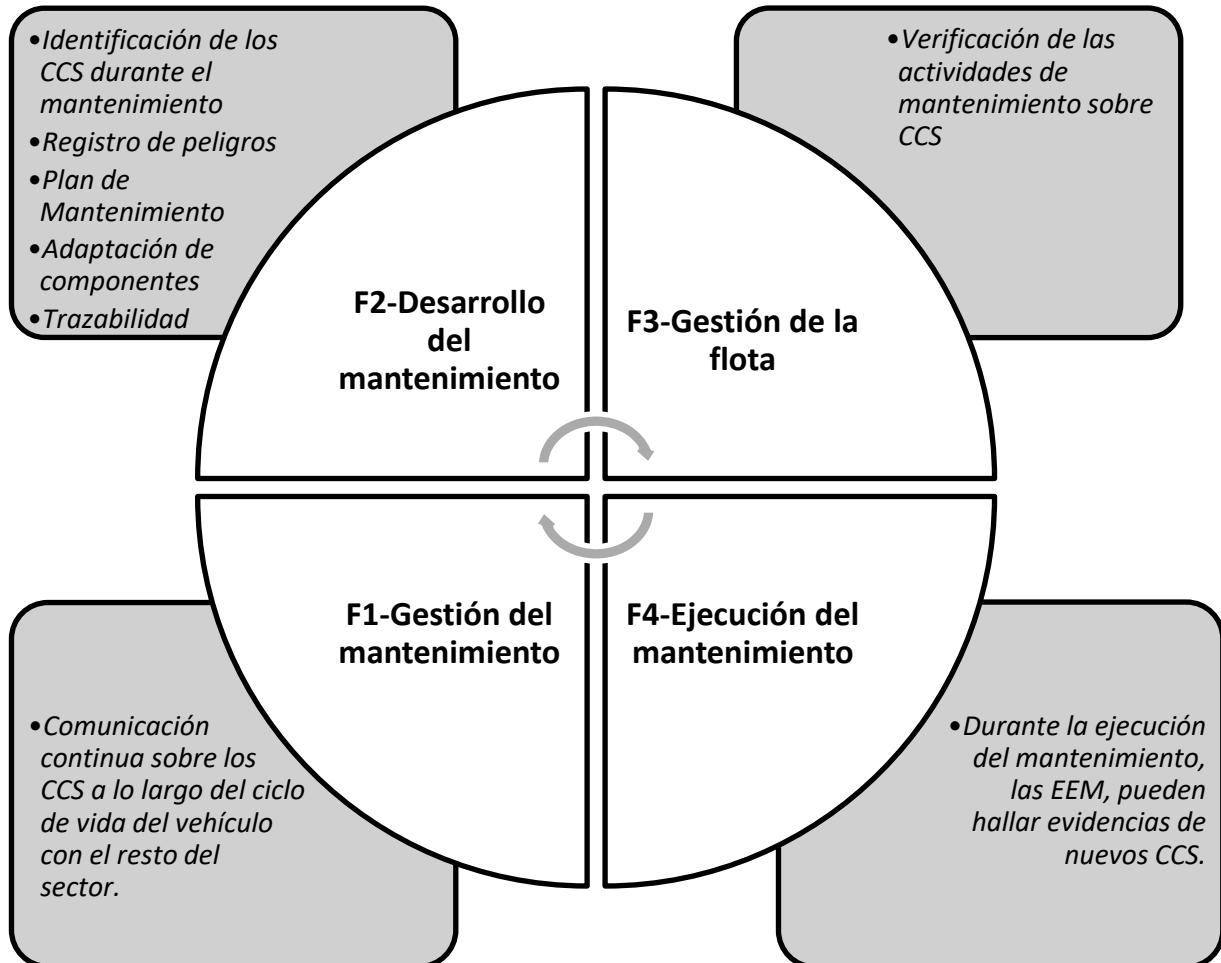 •Identificación de los
CCS durante el
mantenimiento
•Registro de peligros
•Plan de
Mantenimiento
•Adaptación de
componentes
•Trazabilidad
•Verificación de las
actividades de
mantenimiento sobre
CCS
F2-Desarrollo
del
mantenimiento
F3-Gestión de la
flota
F1-Gestión del
mantenimiento
F4-Ejecución del
mantenimiento
•Comunicación
continua sobre los
CCS a lo largo del ciclo
de vida del vehículo
con el resto del
sector.
•Durante la ejecución
del mantenimiento,
las EEM, pueden
hallar evidencias de
nuevos CCS.